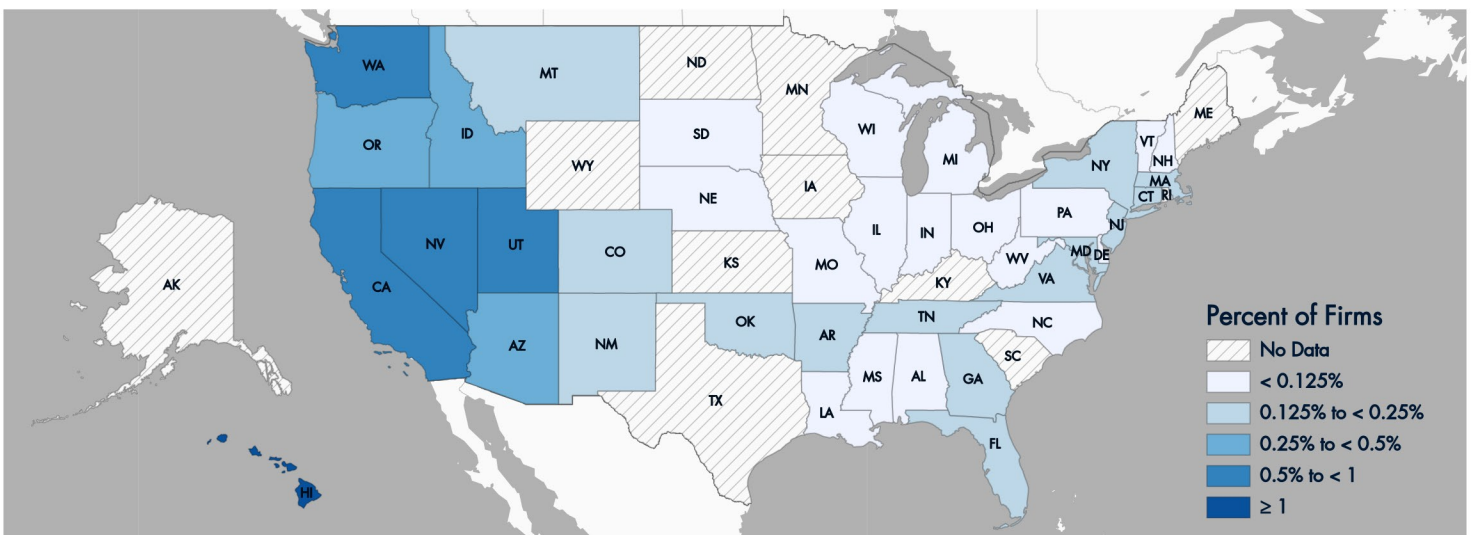 WA
MT
ND
MN
ME
OR
ID
SD
WI
MI
VT
NH
NY
WY
MA
IA
CT
RI
NE
PA
NV
UT
CO
IL
IN
OH
NJ
MD
DE
WV
VA
KS
MO
KY
CA
AK
OK
TN
NC
AZ
NM
AR
SC
MS
AL
GA
TX
LA
FL
HI
Percent of Firms
No Data
< 0.125%
0.125% to < 0.25%
0.25% to < 0.5%
0.5% to < 1
≥ 1